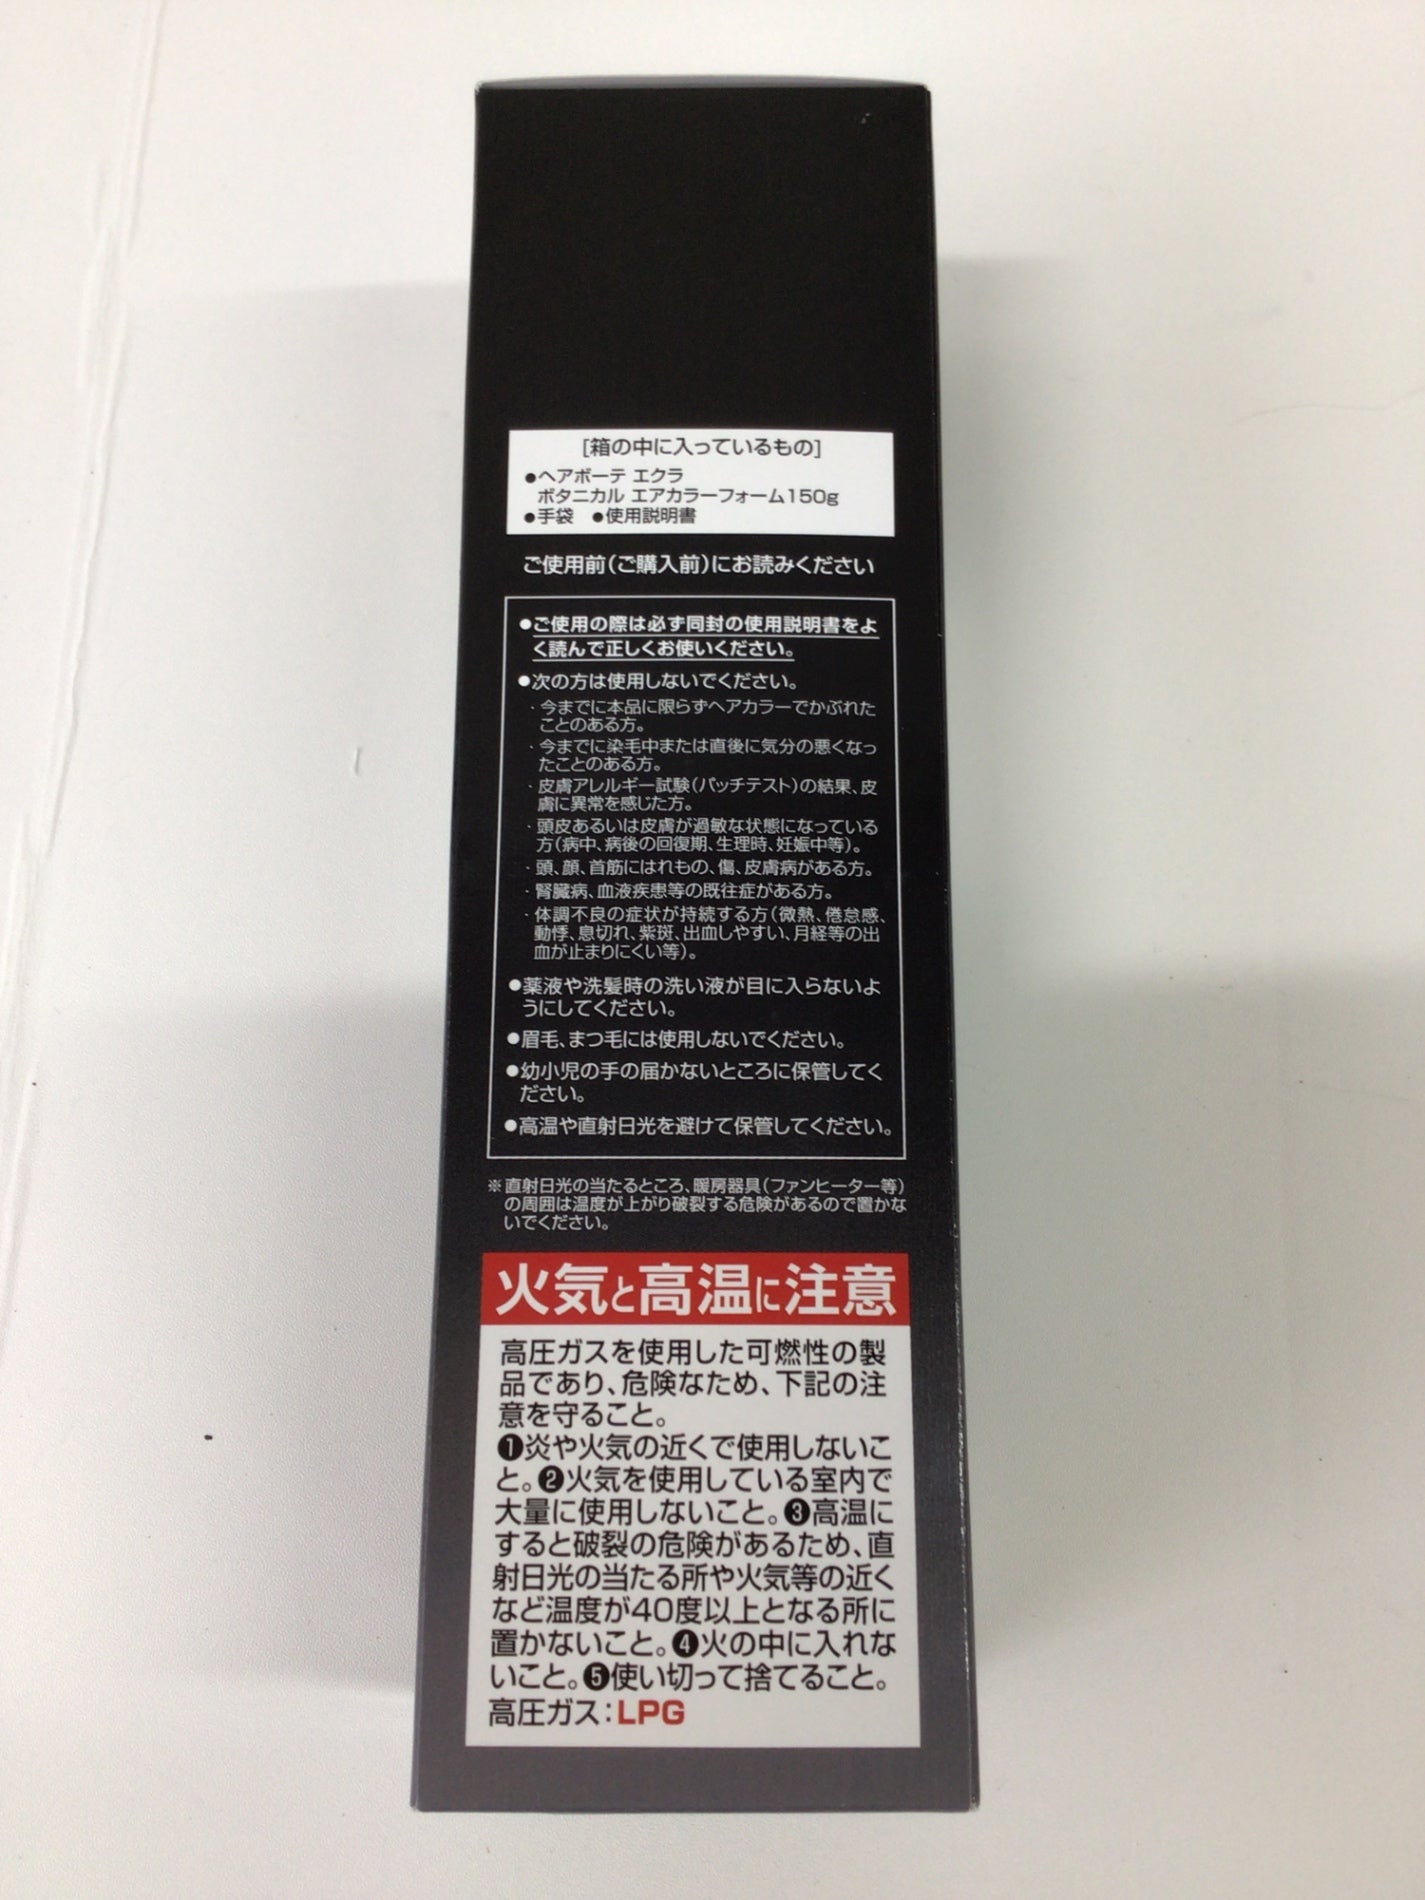 [箱の中に入っているもの]
●ヘアボーテ エクラ
ボタニカル エアカラーフォーム150g
●手袋 ●使用説明書
ご使用前(ご購入前)にお読みください
●ご使用の際は必ず同封の使用説明書をよ
く読んで正しくお使いください。
●次の方は使用しないでください。
・今までに本品に限らずヘアカラーでかぶれた
ことのある方。
・今までに染毛中または直後に気分の悪くなっ
たことのある方。
・皮膚アレルギー試験(パッチテスト)の結果、皮
膚に異常を感じた方。
・頭皮あるいは皮膚が過敏な状態になっている
方(病中、病後の回復期、生理時、妊娠中等)。
・頭、顔、首筋にはれもの、傷、皮膚病がある方。
・腎臓病、血液疾患等の既往症がある方。
・体調不良の症状が持続する方(微熱、倦怠感、
動悸、息切れ、紫斑、出血しやすい、月経等の出
血が止まりにくい等)。
●薬液や洗髪時の洗い液が目に入らないよ
うにしてください。
●眉毛、まつ毛には使用しないでください。
●幼小児の手の届かないところに保管してく
ださい。
●高温や直射日光を避けて保管してください。
※直射日光の当たるところ、暖房器具(ファンヒーター等)
の周囲は温度が上がり破裂する危険があるので置かな
いでください。
火気と高温に注意
高圧ガスを使用した可燃性の製
品であり、危険なため、下記の注
意を守ること。
❶炎や火気の近くで使用しないこ
と。❷火気を使用している室内で
大量に使用しないこと。❸高温に
すると破裂の危険があるため、直
射日光の当たる所や火気等の近く
など温度が40度以上となる所に
置かないこと。❹火の中に入れな
いこと。❺使い切って捨てること。
高圧ガス:LPG